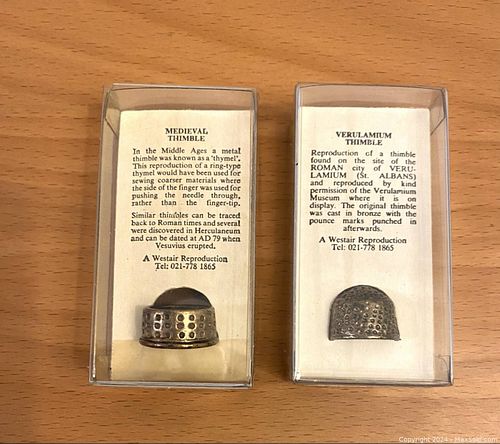 MEDIEVAL
THIMBLE
In the Middle Ages a metal
thimble was known as a 'thymel'.
This reproduction of a ring-type
thymel would have been used for
sewing coarser materials where
the side of the finger was used for
pushing the needle through,
rather than the finger-tip.
Similar thimbles can be traced
back to Roman times and several
were discovered in Herculaneum
and can be dated at AD 79 when
Vesuvius erupted.
A Westair Reproduction
Tel: 021-778 1865
VERULAMIUM
THIMBLE
Reproduction of a thimble
found on the site of the
ROMAN city of VERU-
LAMIUM (St. ALBANS)
and reproduced by kind
permission of the Verulamium
Museum where it is on
display. The original thimble
was cast in bronze with the
pounce marks punched in
afterwards.
A Westair Reproduction
Tel: 021-778 1865
Copyright 2024 - MaxSold.com